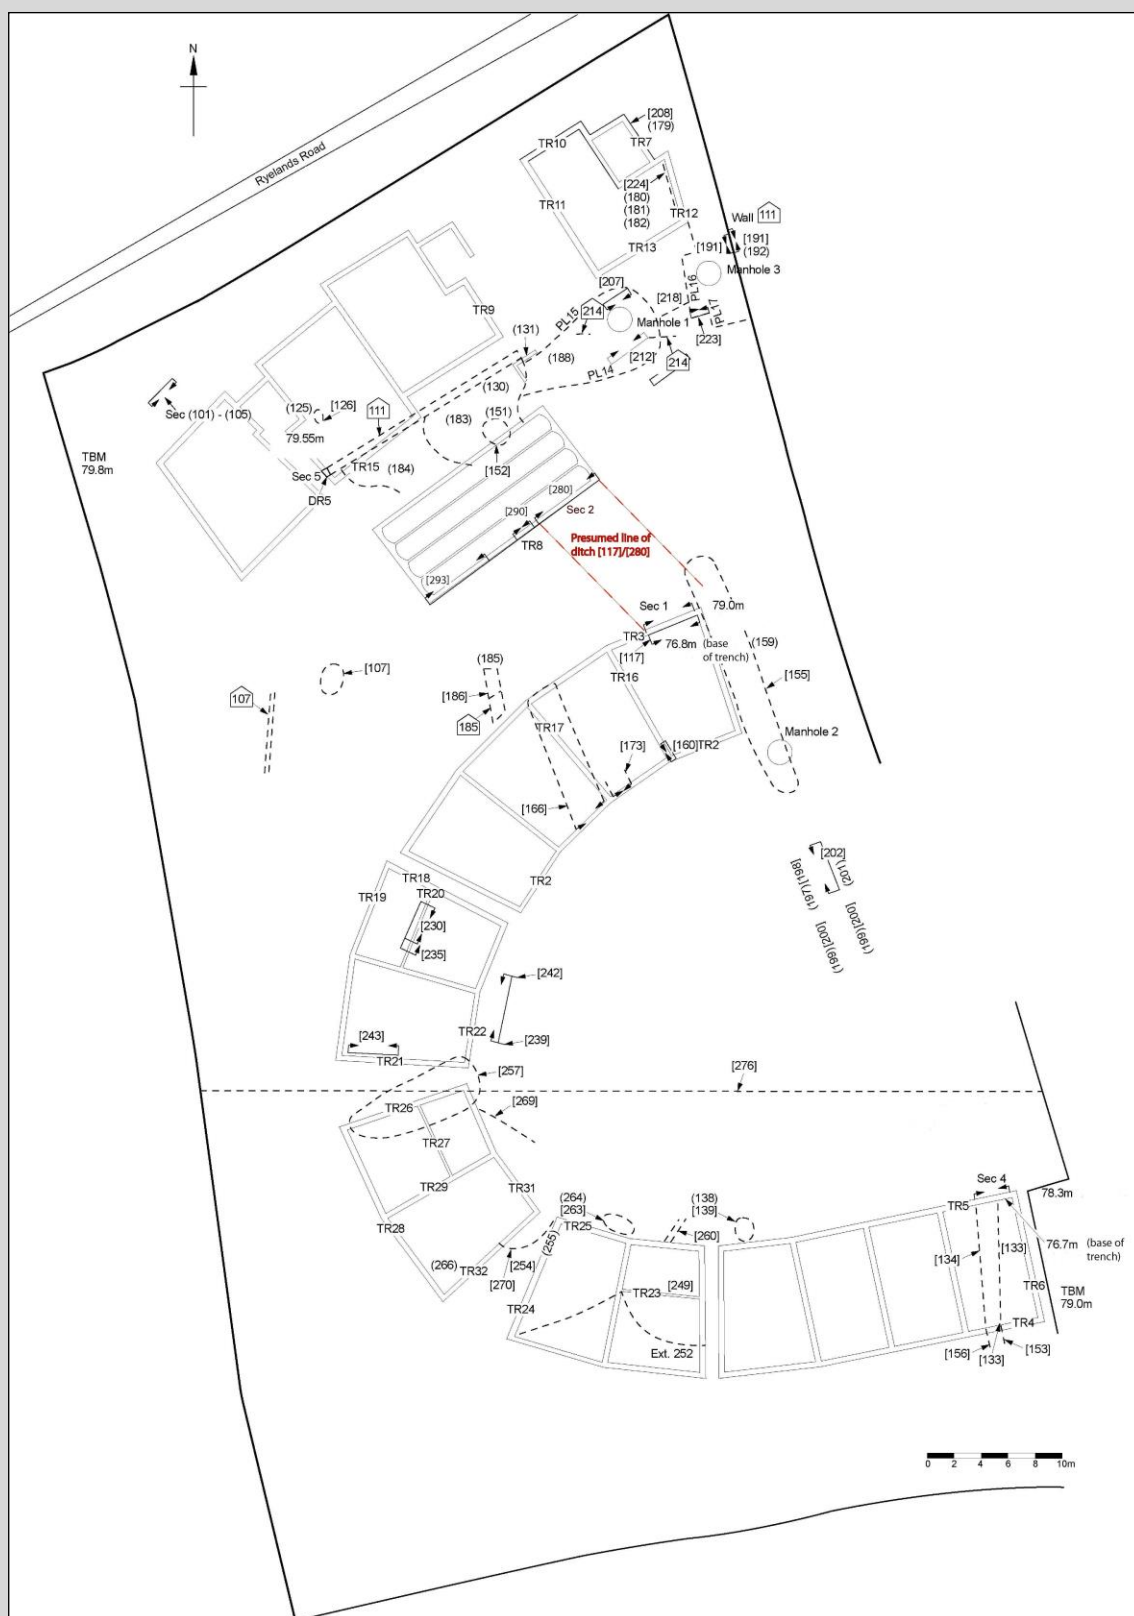 N
Ryelands Road
[208]
(179)
TR10
TR7
[224]
(180)
(181)
(182)
TR11
TR12
TR13
Wall
111
[191]
[191]
(192)
Manhole 3
[207]
PL16
[218]
PL17
214
PL15
Manhole 1
[223]
TR9
(131)
(188)
[212]
214
PL14
(130)
Sec (101) - (105)
(125)
[126]
111
(151)
(183)
79.55m
TBM
79.8m
Sec 5
TR15
(184)
[152]
DR5
[280]
[290]
Sec 2
TR8
Presumed line of
ditch [117]/[280]
[293]
Sec 1
79.0m
TR3
76.8m
(base
of trench)
(159)
[117]
(185)
[107]
TR16
[155]
[186]
107
185
TR17
Manhole 2
[173]
[160]
TR2
[166]
[202]
(201)
(197)[198]
TR2
TR18
TR19
TR20
(199)[200]
(199)[200]
[230]
[235]
[242]
[243]
TR22
[239]
TR21
[257]
[276]
TR26
[269]
TR27
Sec 4
TR29
TR31
78.3m
(264)
[263]
(138)
[139]
TR5
TR28
TR25
[260]
76.7m
(base of
trench)
(255)
[134]
[133]
(266)
[254]
TR32
[270]
[249]
TR6
TBM
79.0m
TR23
TR24
TR4
Ext. 252
[156]
[133]
[153]
0 2 4 6 8 10m